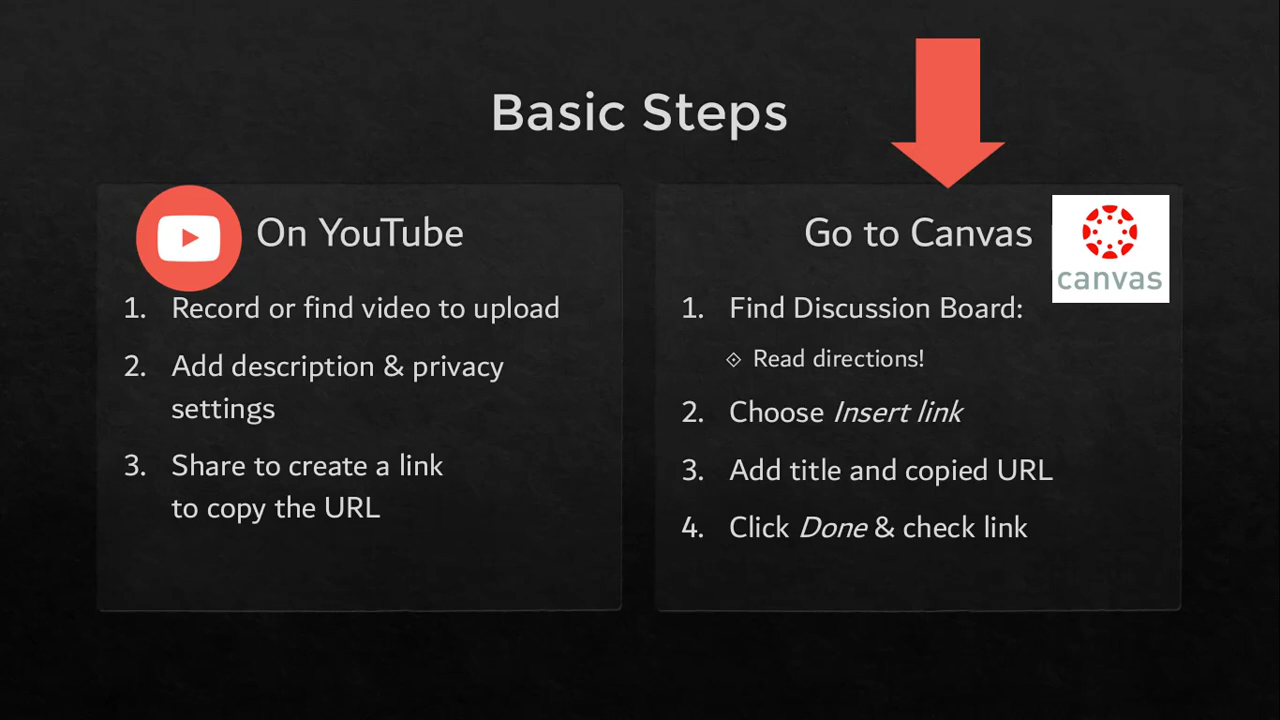 Basic Steps
On YouTube
1. Record or find video to upload
2. Add description & privacy
settings
3. Share to create a link
to copy the URL
Go to Canvas
canvas
1. Find Discussion Board:
Read directions!
2. Choose Insert link
3. Add title and copied URL
4. Click Done & check link